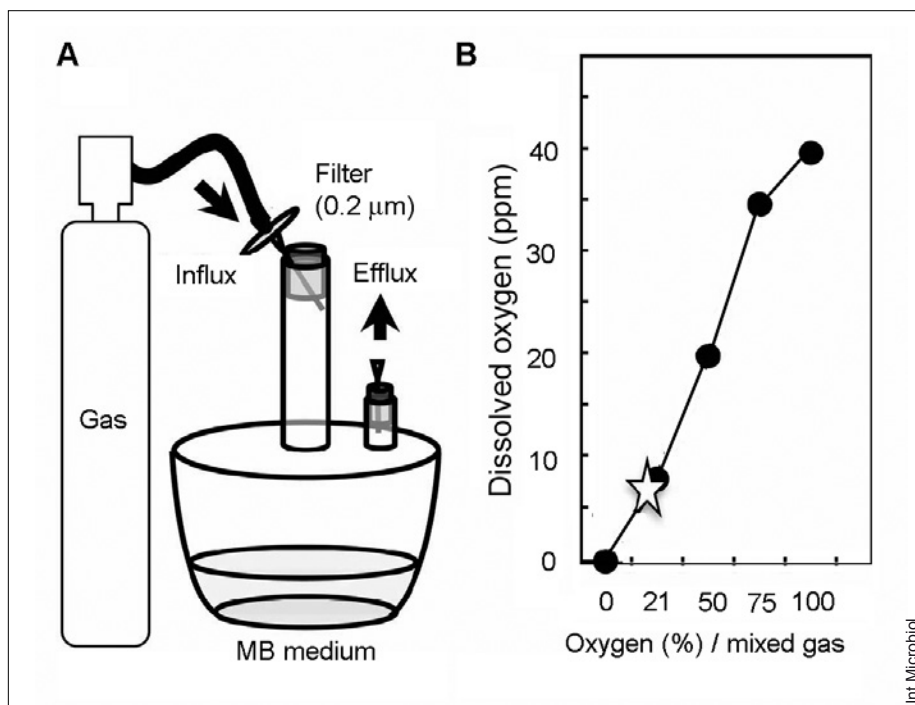 A
Filter
(0.2 μm)
Influx
Efflux
Gas
MB medium
B
Dissolved oxygen (ppm)
40
30
20
10
0
0 21 50 75 100
Oxygen (%) / mixed gas
Int Microbiol